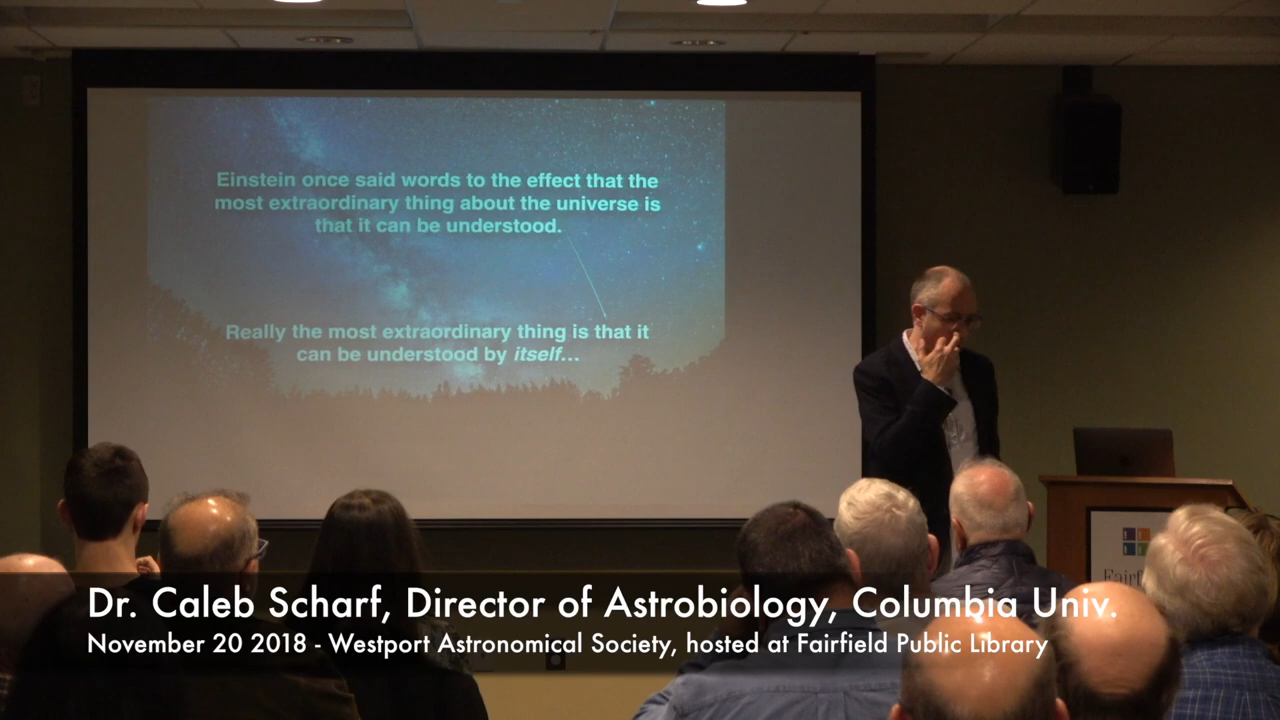 Einstein once said words to the effect that the
most extraordinary thing about the universe is
that it can be understood.
Really the most extraordinary thing is that it
can be understood by itself...
Dr. Caleb Scharf, Director of Astrobiology, Columbia Univ.
November 20 2018 - Westport Astronomical Society, hosted at Fairfield Public Library